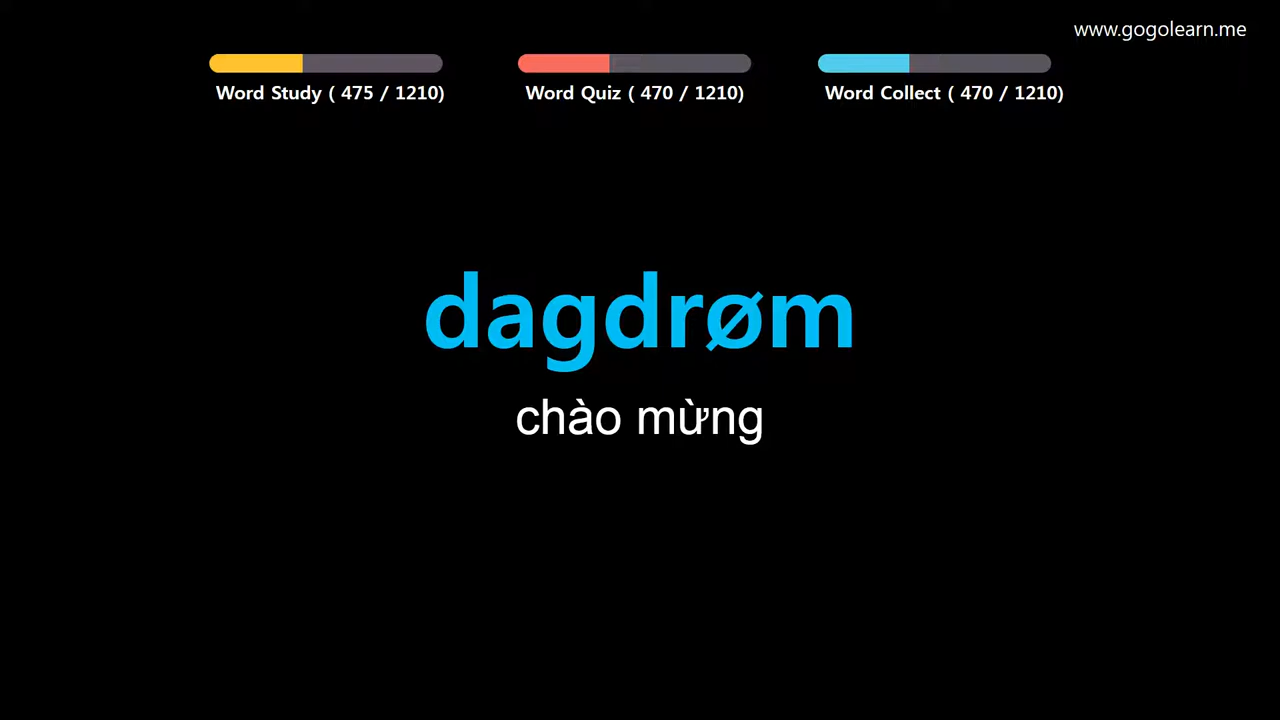 www.gogolearn.me
Word Study ( 475 / 1210)
Word Quiz ( 470 / 1210)
Word Collect ( 470 / 1210)
dagdrøm
chào mừng